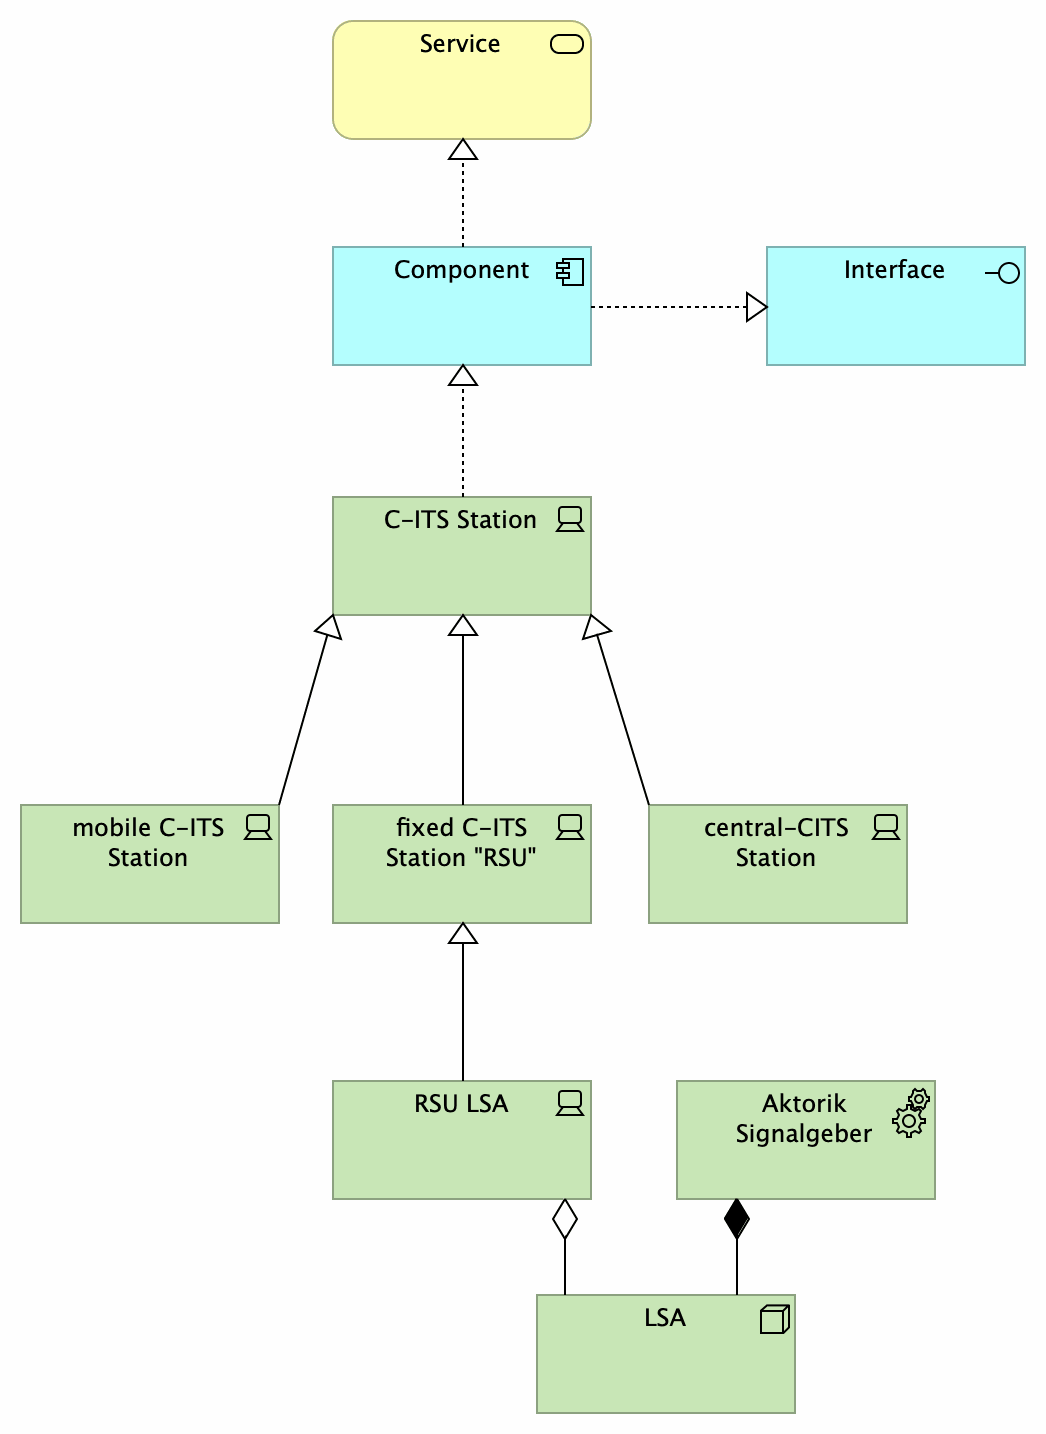 Service
Component
Interface
C-ITS Station
mobile C-ITS
Station
fixed C-ITS
Station "RSU"
central-CITS
Station
RSU LSA
Aktorik
Signalgeber
LSA